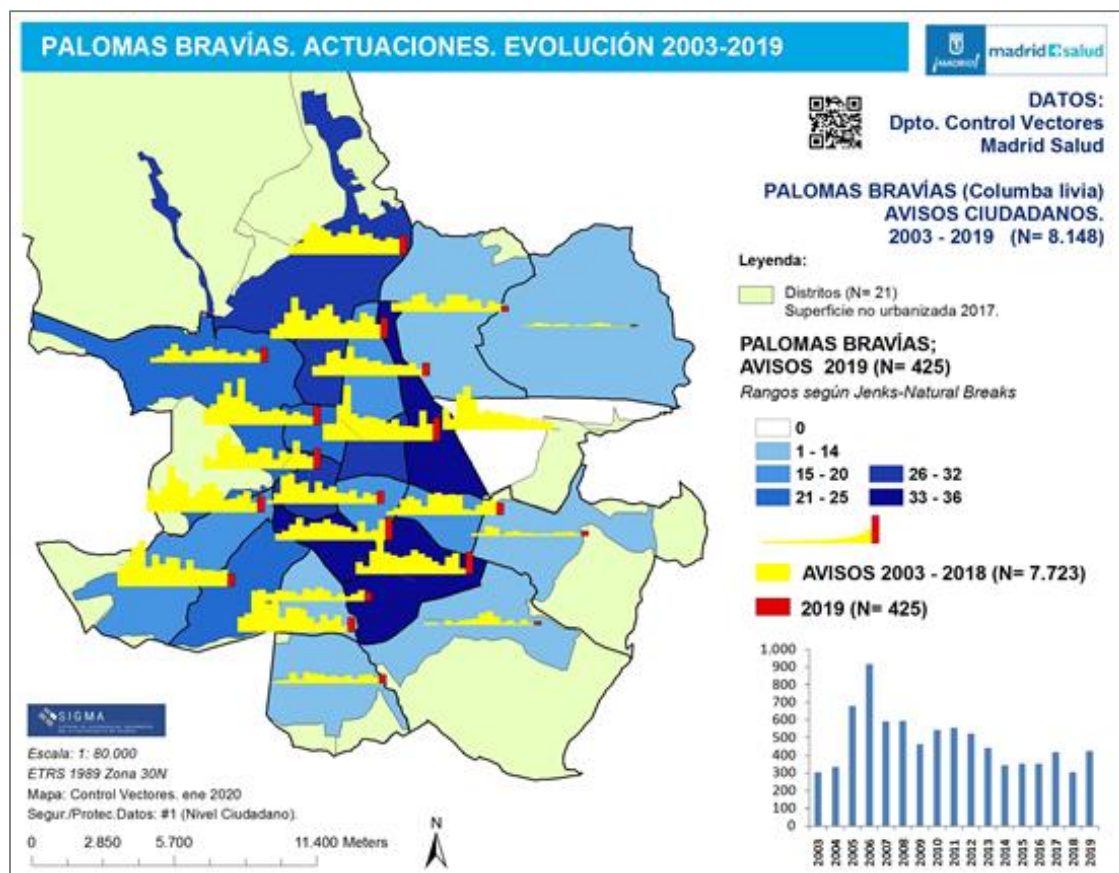 PALOMAS BRAVÍAS. ACTUACIONES. EVOLUCIÓN 2003-2019
¡MADRID!
madrid salud
DATOS:
Dpto. Control Vectores
Madrid Salud
PALOMAS BRAVÍAS (Columba livia)
AVISOS CIUDADANOS.
2003 - 2019 (N= 8.148)
Leyenda:
Distritos (N= 21)
Superficie no urbanizada 2017.
PALOMAS BRAVÍAS;
AVISOS 2019 (N= 425)
Rangos según Jenks-Natural Breaks
0
1 - 14
15 - 20 26 - 32
21 - 25 33 - 36
AVISOS 2003 - 2018 (N= 7.723)
2019 (N= 425)
1.000
900
800
700
600
500
400
300
200
100
0
2003 2004 2005 2006 2007 2008 2009 2010 2011 2012 2013 2014 2015 2016 2017 2018 2019
SIGMA
Escala: 1: 80.000
ETRS 1989 Zona 30N
Mapa: Control Vectores. ene 2020
Segur./Protec.Datos: #1 (Nivel Ciudadano).
0 2.850 5.700 11.400 Meters
N